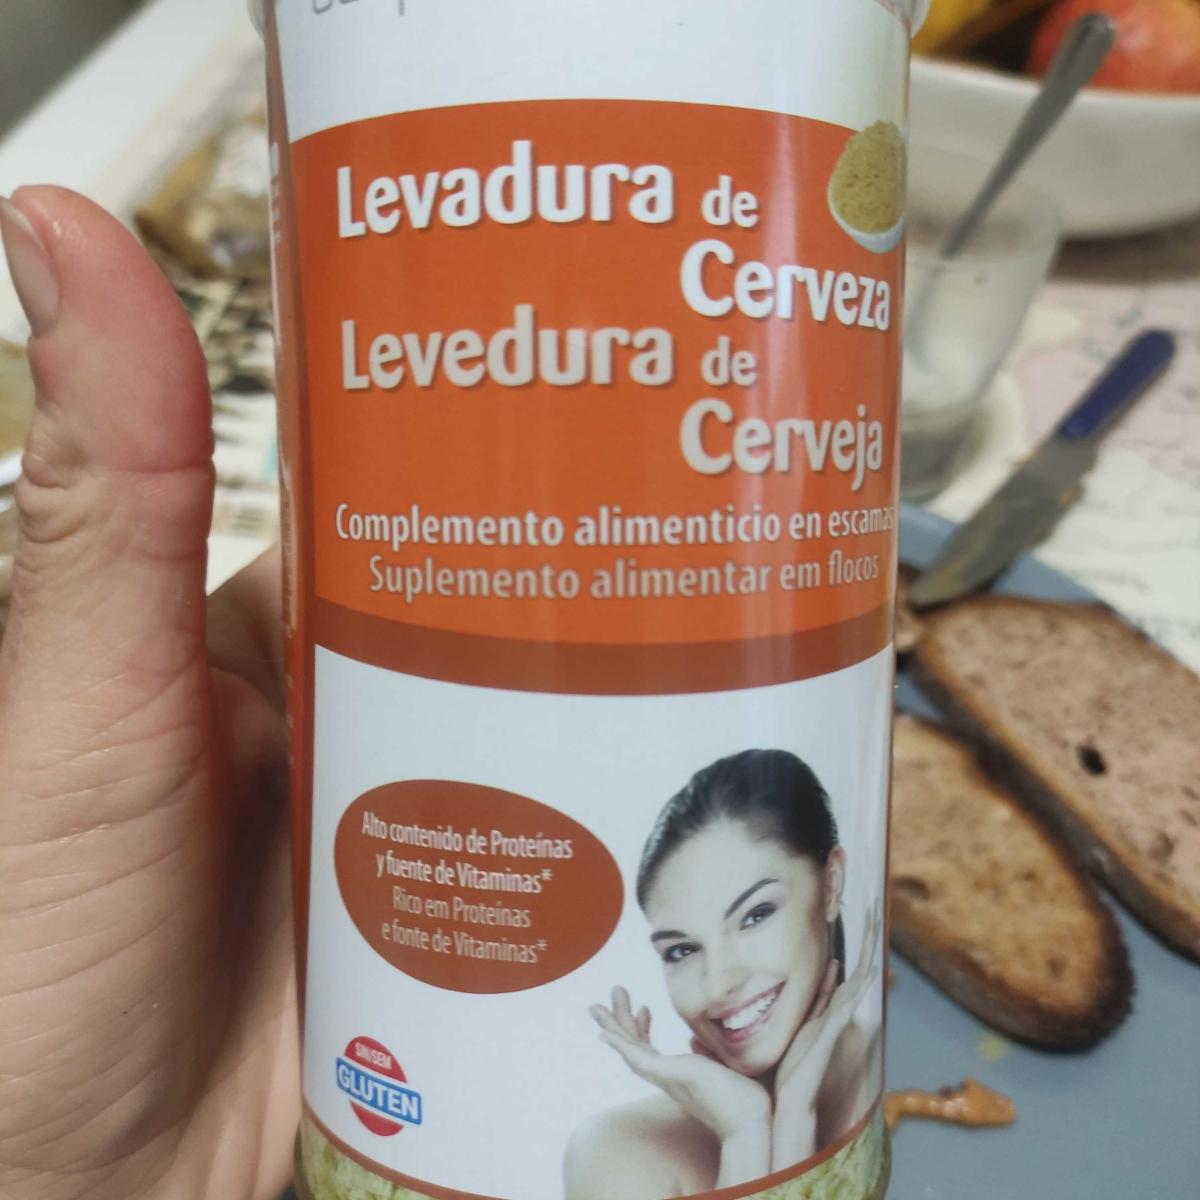 Levadura de
Cerveza
Levedura de
Cerveja
Complemento alimenticio en escamas
Suplemento alimentar em flocos
Alto contenido de Proteínas
y fuente de Vitaminas*
Rico em Proteínas
e fonte de Vitaminas*
SIN/SEM
GLUTEN